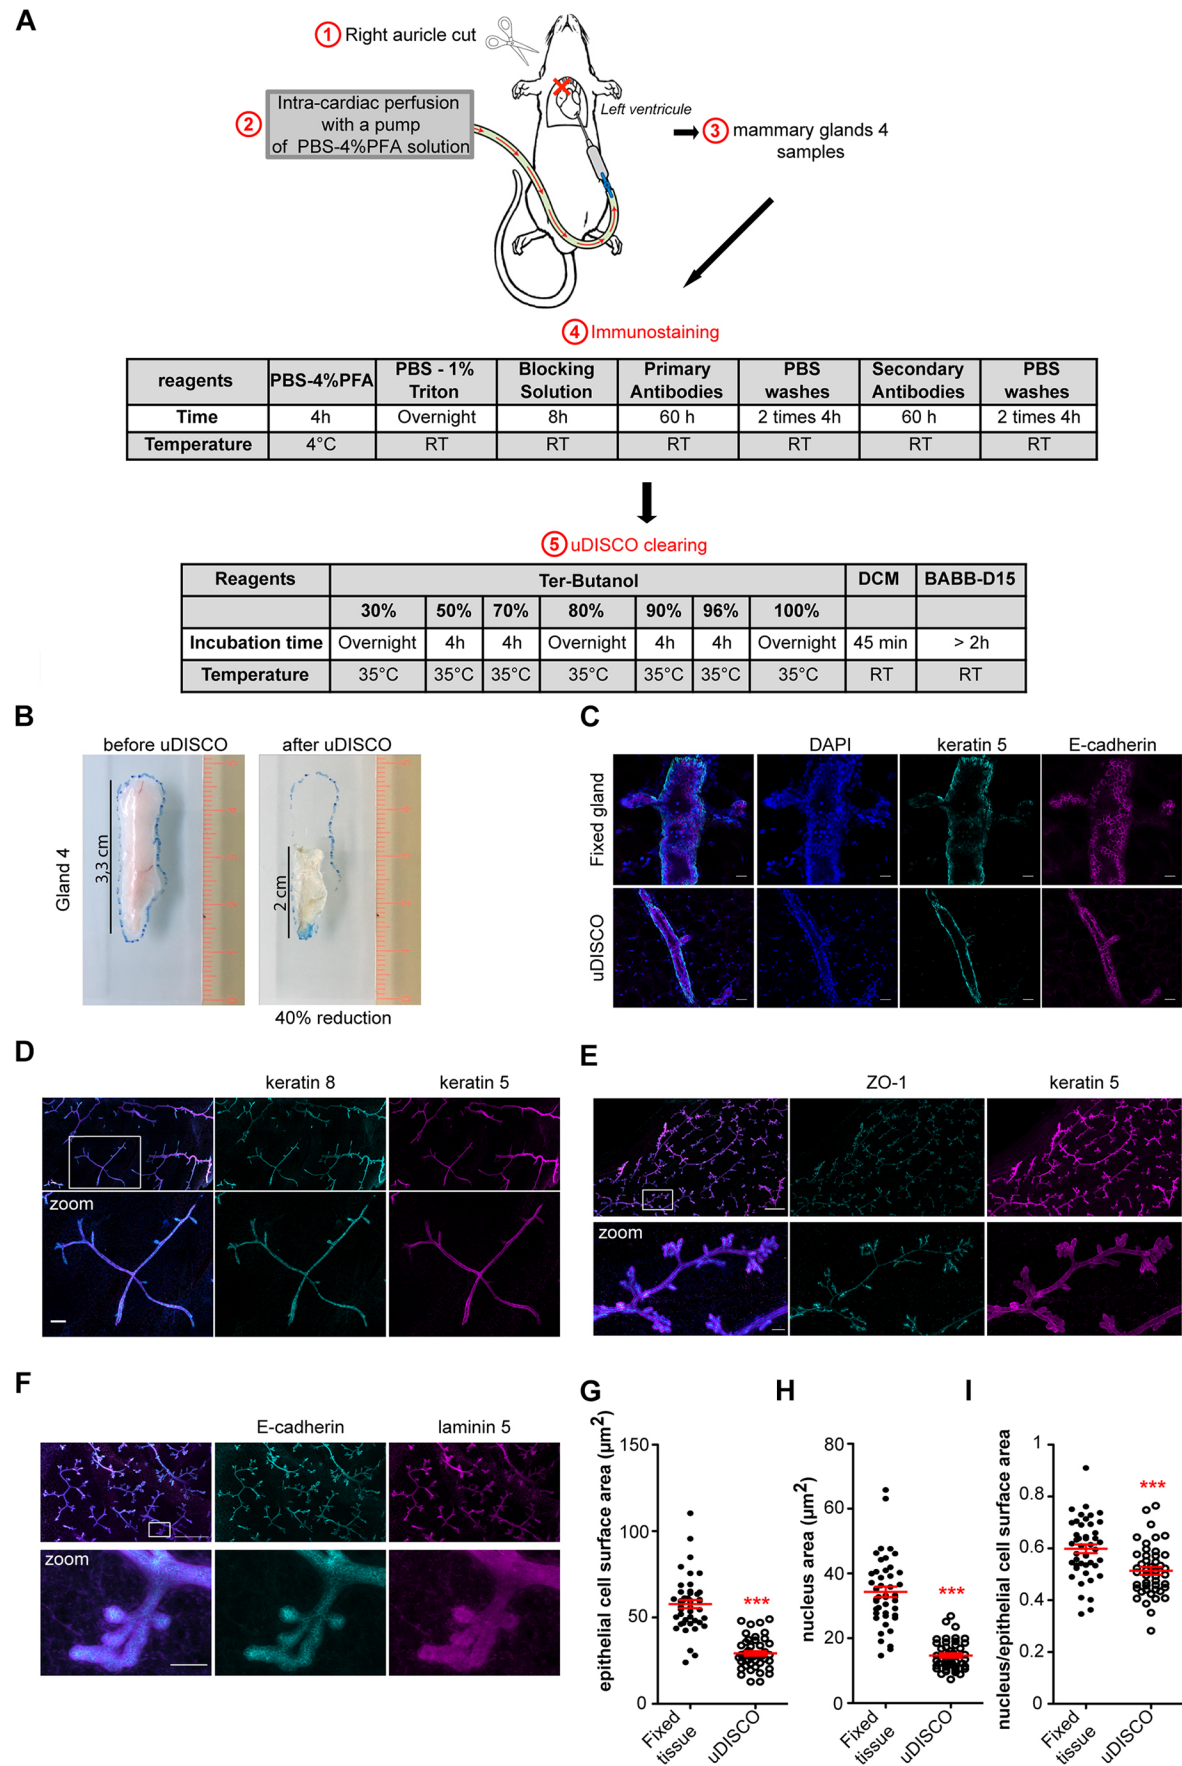 A
1 Right auricle cut
2 Intra-cardiac perfusion
with a pump
of PBS-4%PFA solution
Left ventricule
3 mammary glands 4
samples
4 Immunostaining
reagents PBS-4%PFA PBS - 1% Triton Blocking Solution Primary Antibodies PBS washes Secondary Antibodies PBS washes
Time 4h Overnight 8h 60 h 2 times 4h 60 h 2 times 4h
Temperature 4°C RT RT RT RT RT RT
5 uDISCO clearing
Reagents Ter-Butanol DCM BABB-D15
30% 50% 70% 80% 90% 96% 100%
Incubation time Overnight 4h 4h Overnight 4h 4h Overnight 45 min > 2h
Temperature 35°C 35°C 35°C 35°C 35°C 35°C 35°C RT RT
B
before uDISCO after uDISCO
Gland 4
3,3 cm
2 cm
40% reduction
C
DAPI keratin 5 E-cadherin
Fixed gland
uDISCO
D
keratin 8 keratin 5
zoom
E
ZO-1 keratin 5
zoom
F
E-cadherin laminin 5
zoom
G
epithelial cell surface area (µm2)
150
100
50
0
***
Fixed tissue uDISCO
H
nucleus area (µm2)
80
60
40
20
0
***
Fixed tissue uDISCO
I
nucleus/epithelial cell surface area
1
0.8
0.6
0.4
0.2
0
***
Fixed tissue uDISCO